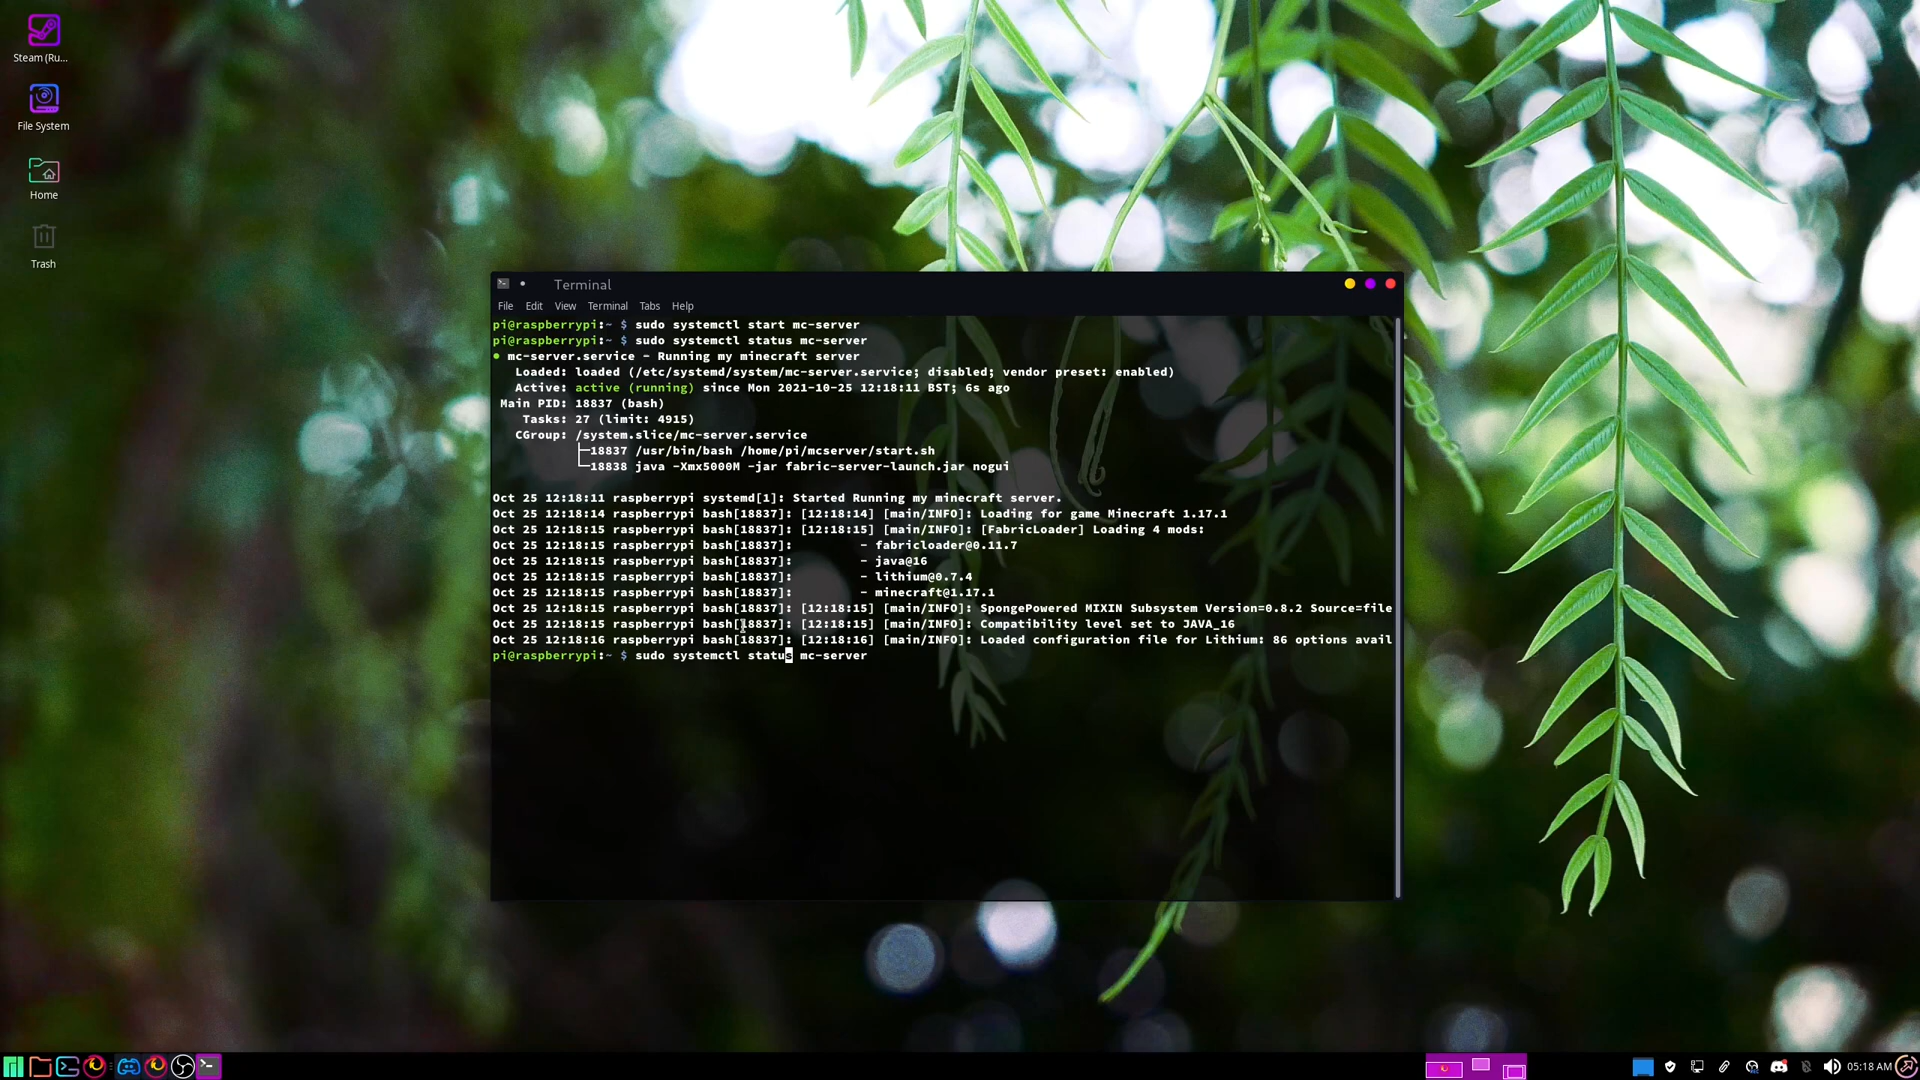 Steam (Ru...
File System
Home
Trash
Terminal
File Edit View Terminal Tabs Help
pi@raspberrypi:~ $ sudo systemctl start mc-server
pi@raspberrypi:~ $ sudo systemctl status mc-server
● mc-server.service - Running my minecraft server
Loaded: loaded (/etc/systemd/system/mc-server.service; disabled; vendor preset: enabled)
Active: active (running) since Mon 2021-10-25 12:18:11 BST; 6s ago
Main PID: 18837 (bash)
Tasks: 27 (limit: 4915)
CGroup: /system.slice/mc-server.service
├─18837 /usr/bin/bash /home/pi/mcserver/start.sh
└─18838 java -Xmx5000M -jar fabric-server-launch.jar nogui
Oct 25 12:18:11 raspberrypi systemd[1]: Started Running my minecraft server.
Oct 25 12:18:14 raspberrypi bash[18837]: [12:18:14] [main/INFO]: Loading for game Minecraft 1.17.1
Oct 25 12:18:15 raspberrypi bash[18837]: [12:18:15] [main/INFO]: [FabricLoader] Loading 4 mods:
Oct 25 12:18:15 raspberrypi bash[18837]: - fabricloader@0.11.7
Oct 25 12:18:15 raspberrypi bash[18837]: - java@16
Oct 25 12:18:15 raspberrypi bash[18837]: - lithium@0.7.4
Oct 25 12:18:15 raspberrypi bash[18837]: - minecraft@1.17.1
Oct 25 12:18:15 raspberrypi bash[18837]: [12:18:15] [main/INFO]: SpongePowered MIXIN Subsystem Version=0.8.2 Source=file
Oct 25 12:18:15 raspberrypi bash[18837]: [12:18:15] [main/INFO]: Compatibility level set to JAVA_16
Oct 25 12:18:16 raspberrypi bash[18837]: [12:18:16] [main/INFO]: Loaded configuration file for Lithium: 86 options avail
pi@raspberrypi:~ $ sudo systemctl status mc-server
05:18 AM